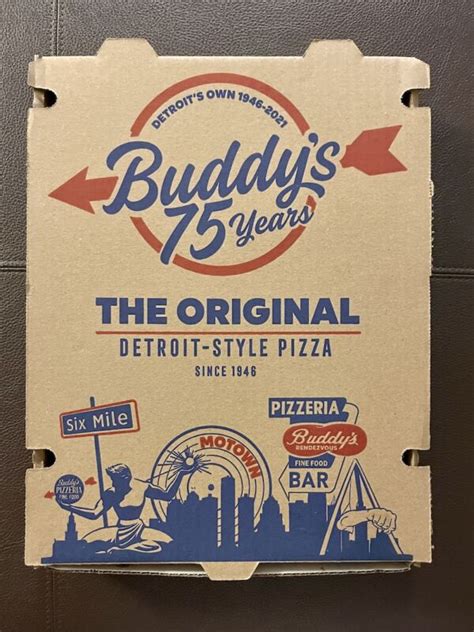 DETROIT'S OWN 1946-2021
Buddy's
75 Years
THE ORIGINAL
DETROIT-STYLE PIZZA
SINCE 1946
Six Mile
Buddy's
PIZZERIA
FINE FOOD
MOTOWN
PIZZERIA
Buddy's
RENDEZVOUS
FINE FOOD
BAR